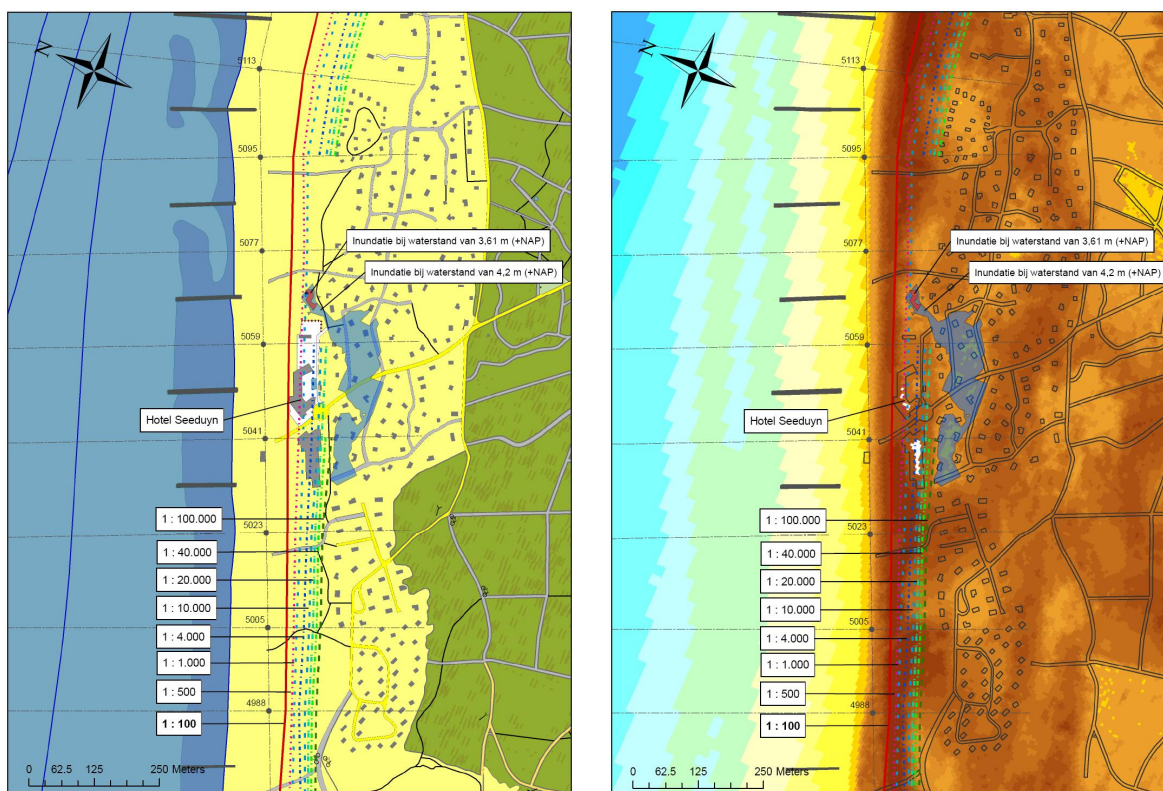 N
5113
5095
5077
Inundatie bij waterstand van 3,61 m (+NAP)
Inundatie bij waterstand van 4,2 m (+NAP)
5059
Hotel Seeduyn
5041
1 : 100.000
5023
1 : 40.000
1 : 20.000
1 : 10.000
5005
1 : 4.000
1 : 1.000
1 : 500
4988
1 : 100
0 62.5 125 250 Meters
N
5113
5095
5077
Inundatie bij waterstand van 3,61 m (+NAP)
Inundatie bij waterstand van 4,2 m (+NAP)
5059
Hotel Seeduyn
5041
1 : 100.000
5023
1 : 40.000
1 : 20.000
1 : 10.000
5005
1 : 4.000
1 : 1.000
1 : 500
4988
1 : 100
0 62.5 125 250 Meters